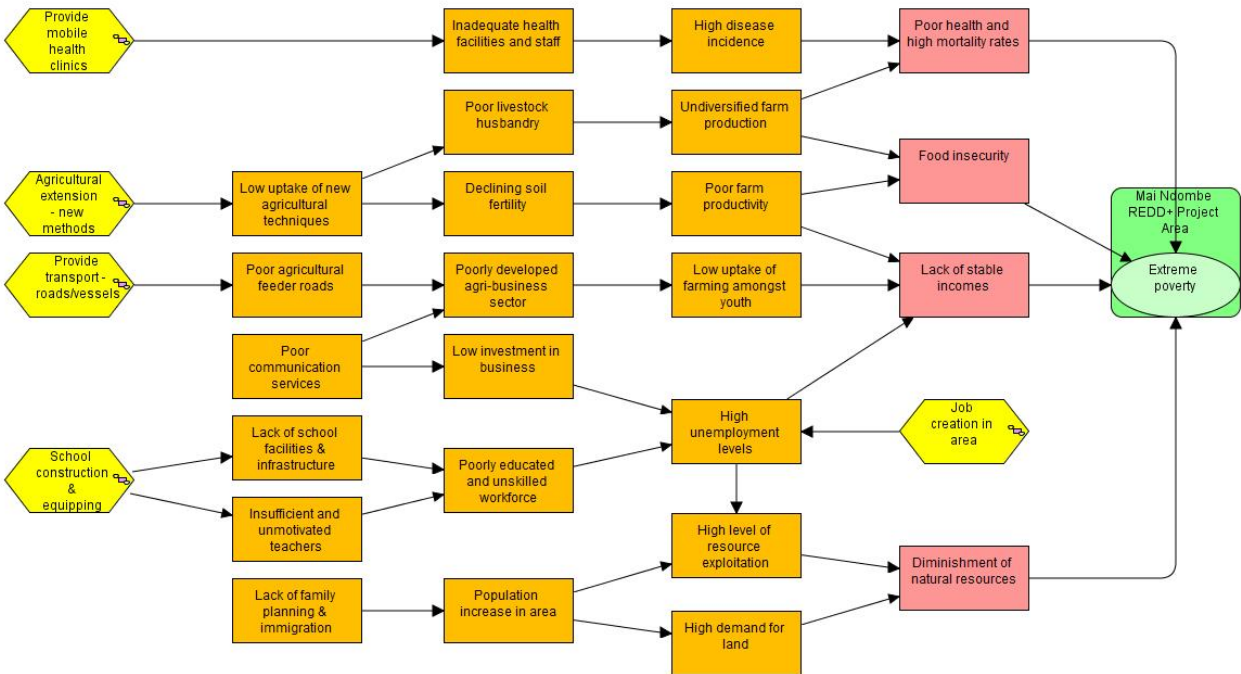 Provide
mobile
health
clinics
Inadequate health
facilities and staff
High disease
incidence
Poor health and
high mortality rates
Poor livestock
husbandry
Undiversified farm
production
Food insecurity
Agricultural
extension
- new
methods
Low uptake of new
agricultural
techniques
Declining soil
fertility
Poor farm
productivity
Mai Ndombe
REDD+ Project
Area
Extreme
poverty
Provide
transport -
roads/vessels
Poor agricultural
feeder roads
Poorly developed
agri-business
sector
Low uptake of
farming amongst
youth
Lack of stable
incomes
Poor
communication
services
Low investment in
business
High
unemployment
levels
Job
creation in
area
School
construction
&
equipping
Lack of school
facilities &
infrastructure
Poorly educated
and unskilled
workforce
Insufficient and
unmotivated
teachers
High level of
resource
exploitation
Diminishment of
natural resources
Lack of family
planning &
immigration
Population
increase in area
High demand for
land